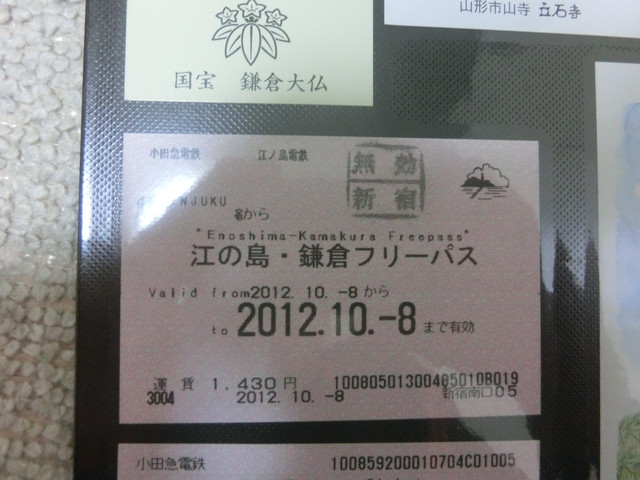 山形市山寺 立石寺
国宝 鎌倉大仏
小田急電鉄 江ノ島電鉄
無効
新宿
NJUKU
から
"Enoshima-Kamakura Freepass"
江の島・鎌倉フリーパス
Valid from2012.10.-8から
to 2012.10.-8まで有効
運賃 1,430円 10080501300405010B019
3004 2012.10.-8 新宿南口05
小田急電鉄 100859200010704C01005